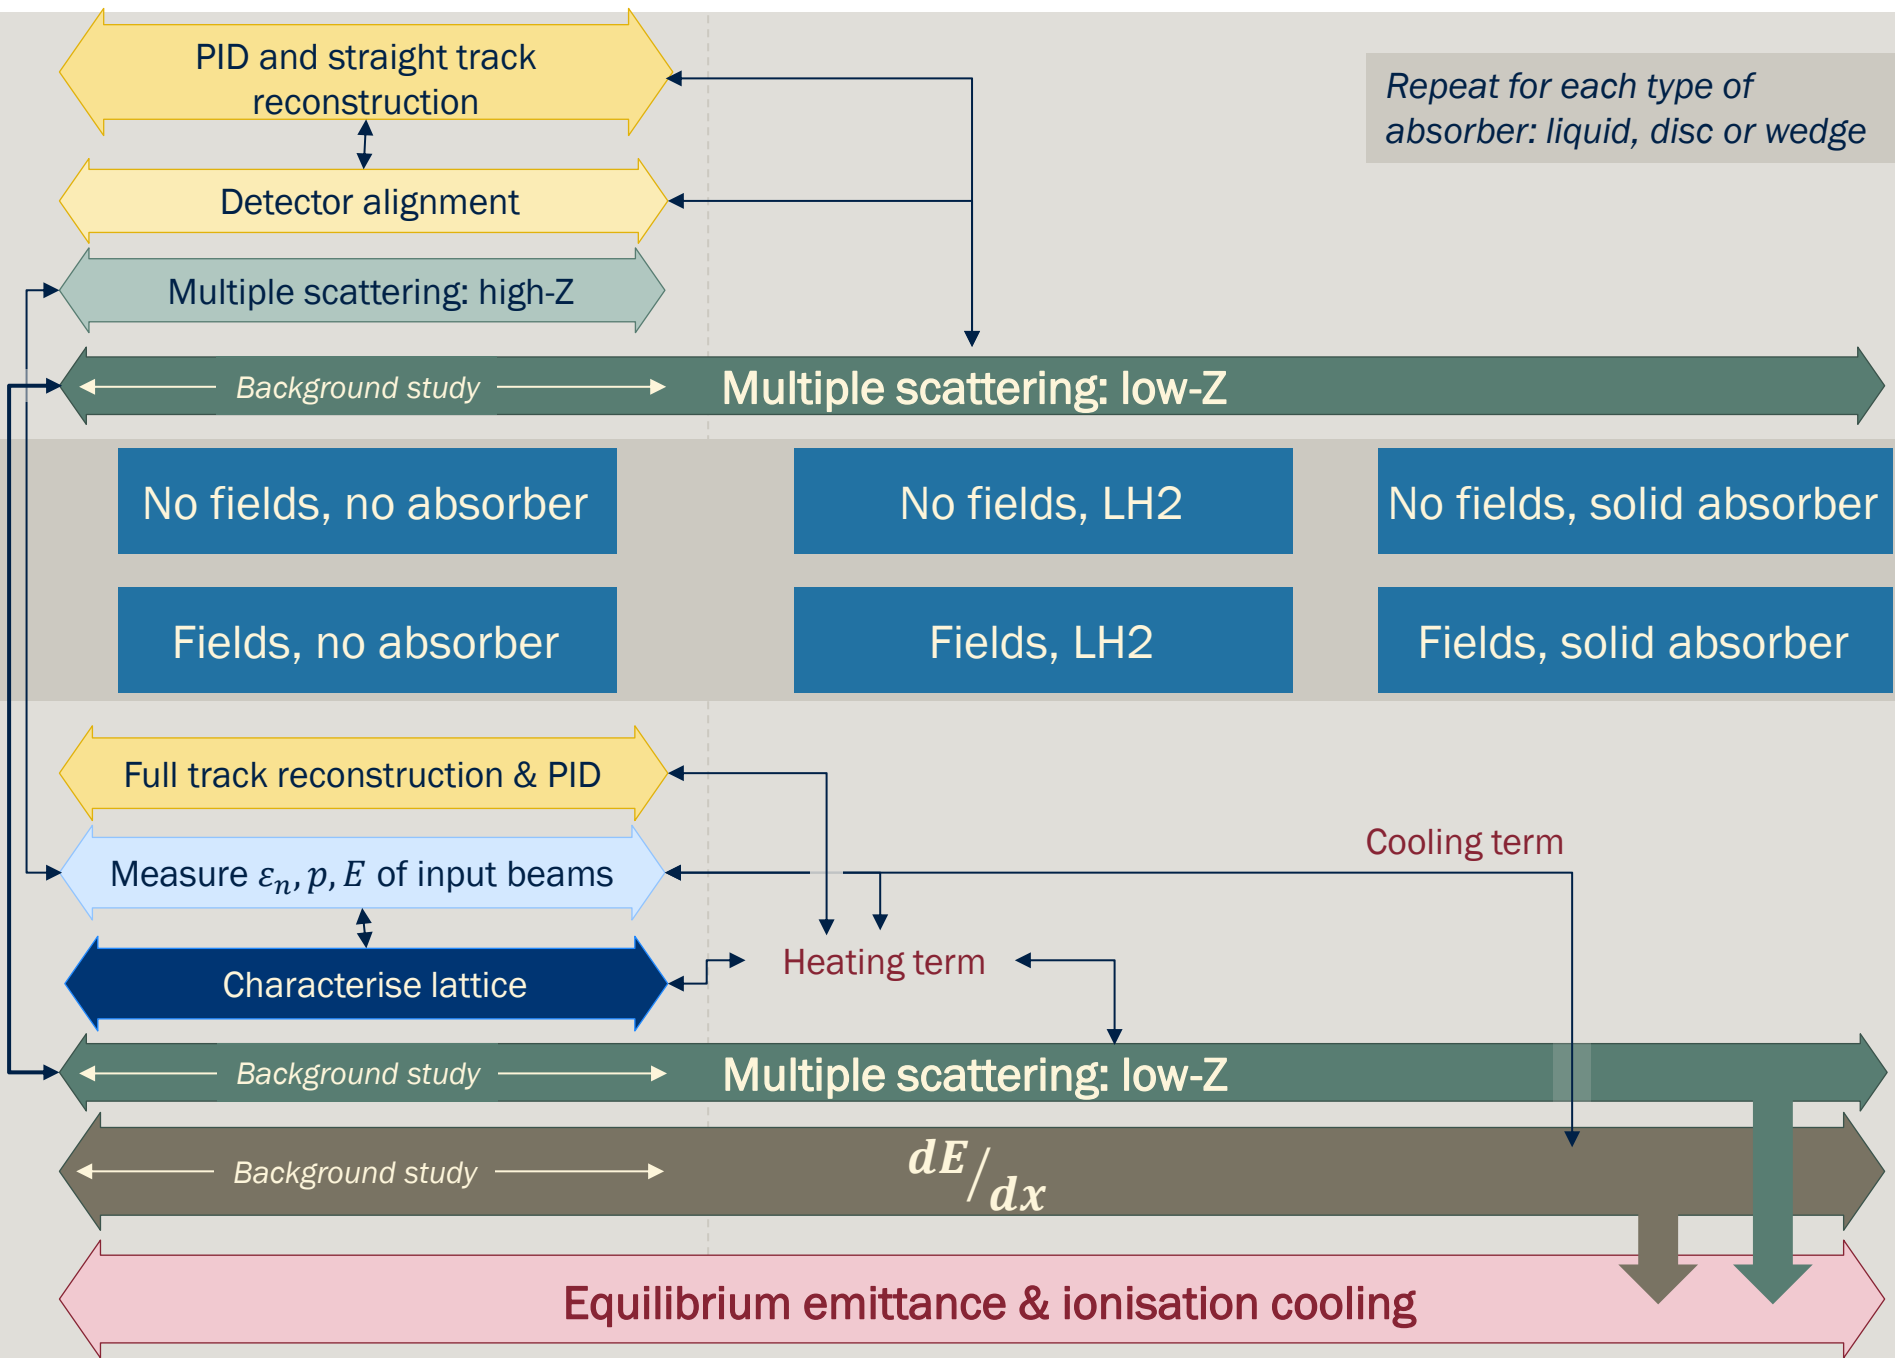 PID and straight track
reconstruction
Repeat for each type of
absorber: liquid, disc or wedge
Detector alignment
Multiple scattering: high-Z
Background study
Multiple scattering: low-Z
No fields, no absorber
No fields, LH2
No fields, solid absorber
Fields, no absorber
Fields, LH2
Fields, solid absorber
Full track reconstruction & PID
Cooling term
Measure εₙ, p, E of input beams
Heating term
Characterise lattice
Background study
Multiple scattering: low-Z
Background study
dE/dx
Equilibrium emittance & ionisation cooling